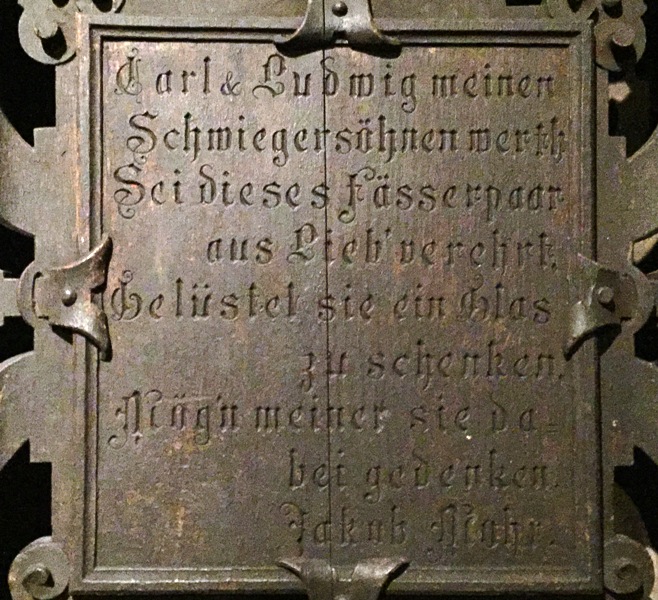 Carl & Ludwig meinen
Schwiegersöhnen werth
Sei dieses Fässerpaar
aus Lieb' verehrt.
Gelüstet sie ein Glas
zu schenken,
Mög'n meiner sie da=
bei gedenken.
Jakob Mohr.